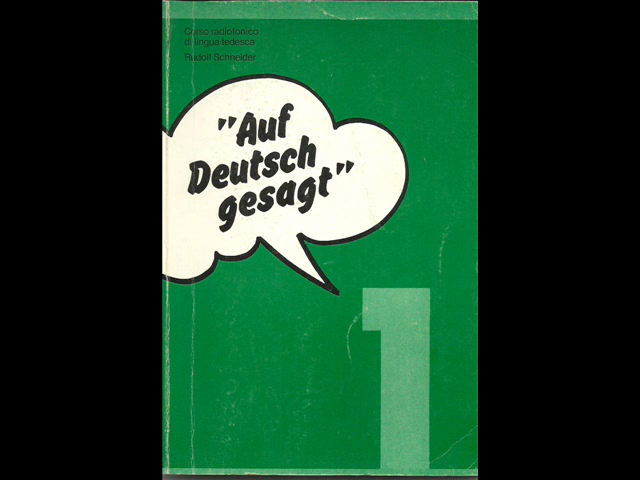 Corso radiofonico
di lingua tedesca
Rudolf Schneider
"Auf
Deutsch
gesagt"
1